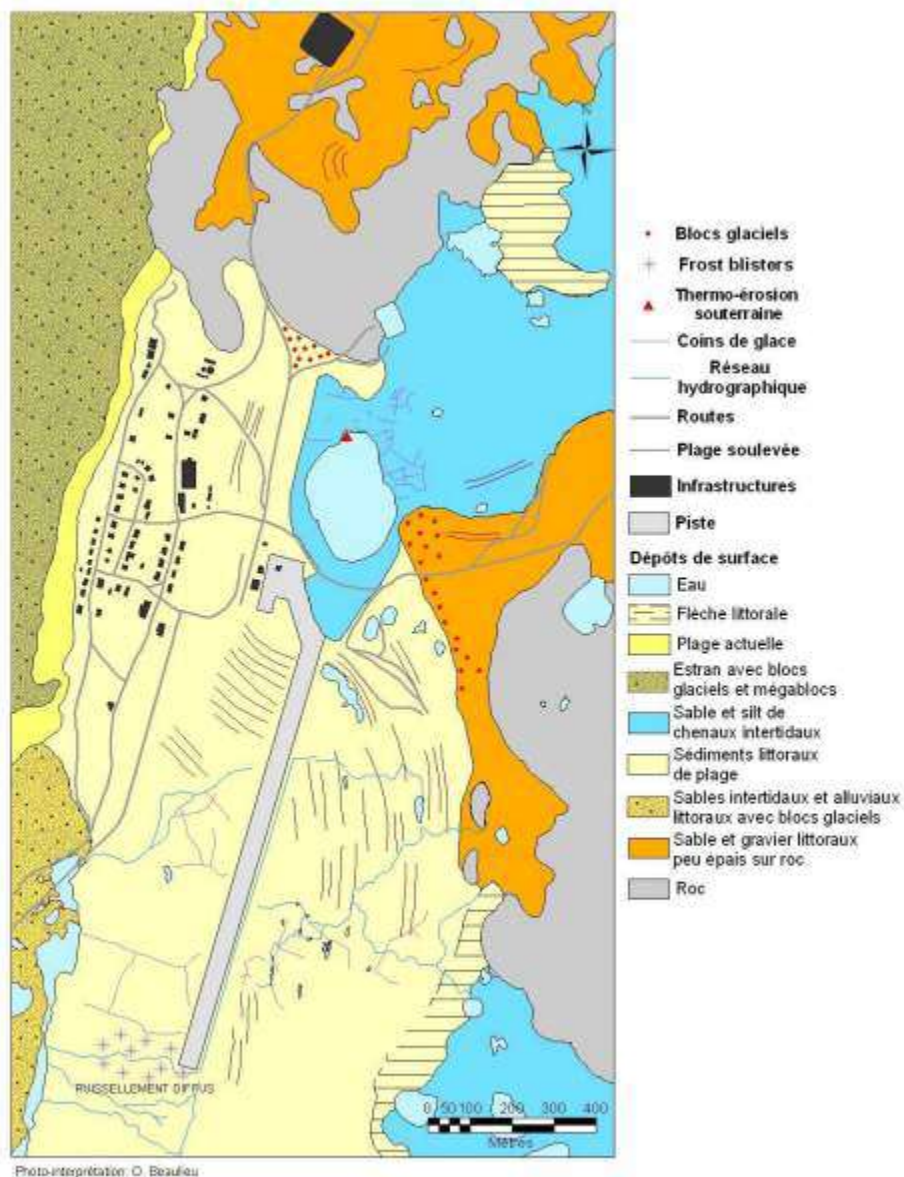 N
Blocs glaciels
Frost blisters
Thermo-érosion
souterraine
Coins de glace
Réseau
hydrographique
Routes
Plage soulevée
Infrastructures
Piste
Dépôts de surface
Eau
Flèche littorale
Plage actuelle
Estran avec blocs
glaciels et mégablocs
Sable et silt de
chenaux intertidaux
Sédiments littoraux
de plage
Sables intertidaux et alluviaux
littoraux avec blocs glaciels
Sable et gravier littoraux
peu épais sur roc
Roc
RUISSELLEMENT DIFFUS
0 50 100 200 300 400
Mètres
Photo-interprétation: O. Beaulieu